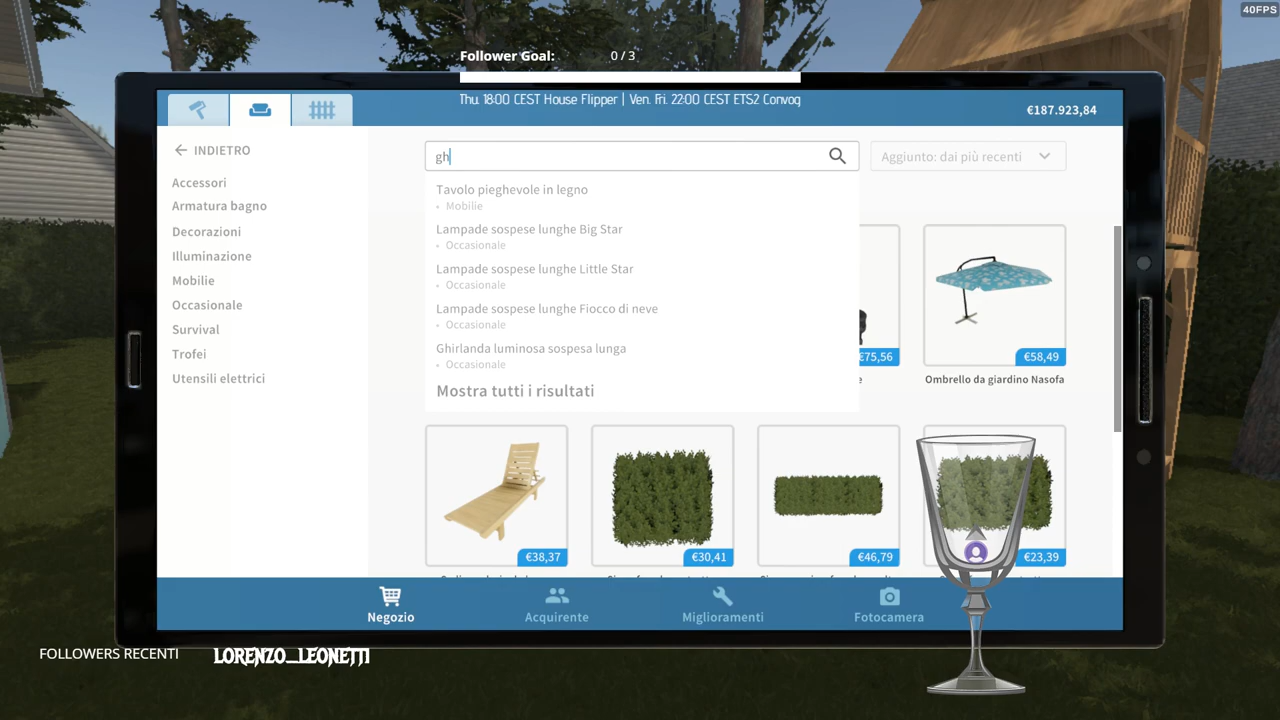 40FPS
Follower Goal: 0 / 3
Thu. 18:00 CEST House Flipper | Ven. Fri. 22:00 CEST ETS2 Convog
€187.923,84
INDIETRO
gh
Aggiunto: dai più recenti
Accessori
Armatura bagno
Decorazioni
Illuminazione
Mobilie
Occasionale
Survival
Trofei
Utensili elettrici
Tavolo pieghevole in legno
• Mobilie
Lampade sospese lunghe Big Star
• Occasionale
Lampade sospese lunghe Little Star
• Occasionale
Lampade sospese lunghe Fiocco di neve
• Occasionale
Ghirlanda luminosa sospesa lunga
• Occasionale
Mostra tutti i risultati
€75,56
€58,49
Ombrello da giardino Nasofa
€38,37
€30,41
€46,79
€23,39
Negozio
Acquirente
Miglioramenti
Fotocamera
FOLLOWERS RECENTI
LORENZO_LEONETTI